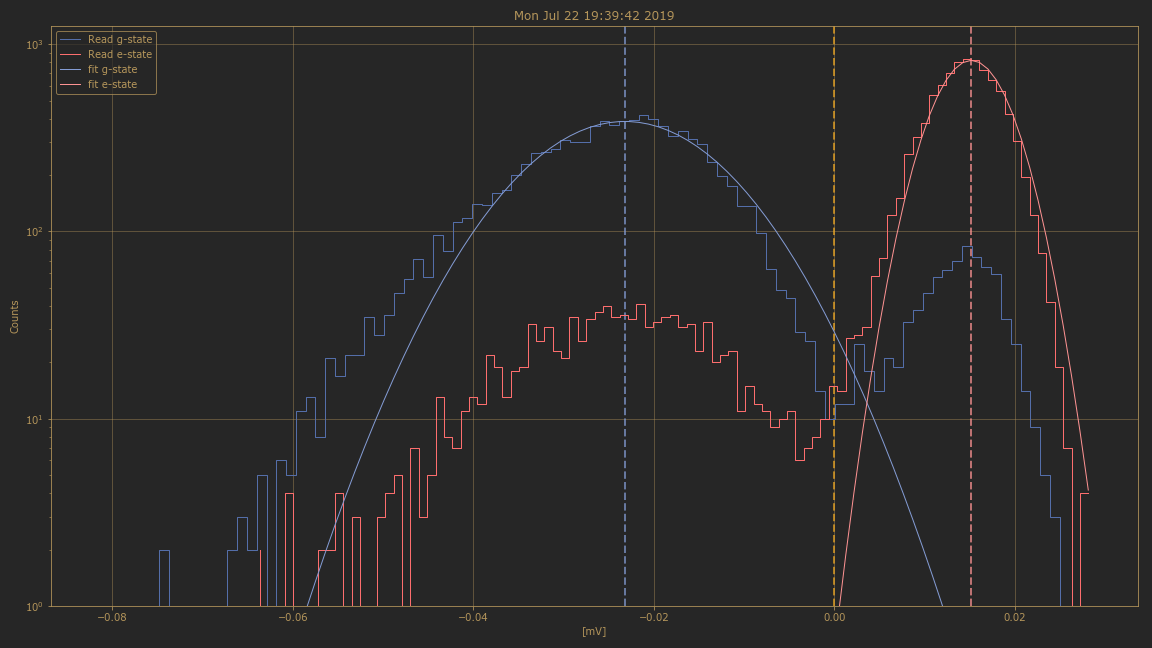 Mon Jul 22 19:39:42 2019
Read g-state
Read e-state
fit g-state
fit e-state
10³
10²
10¹
10⁰
Counts
−0.08
−0.06
−0.04
−0.02
0.00
0.02
[mV]